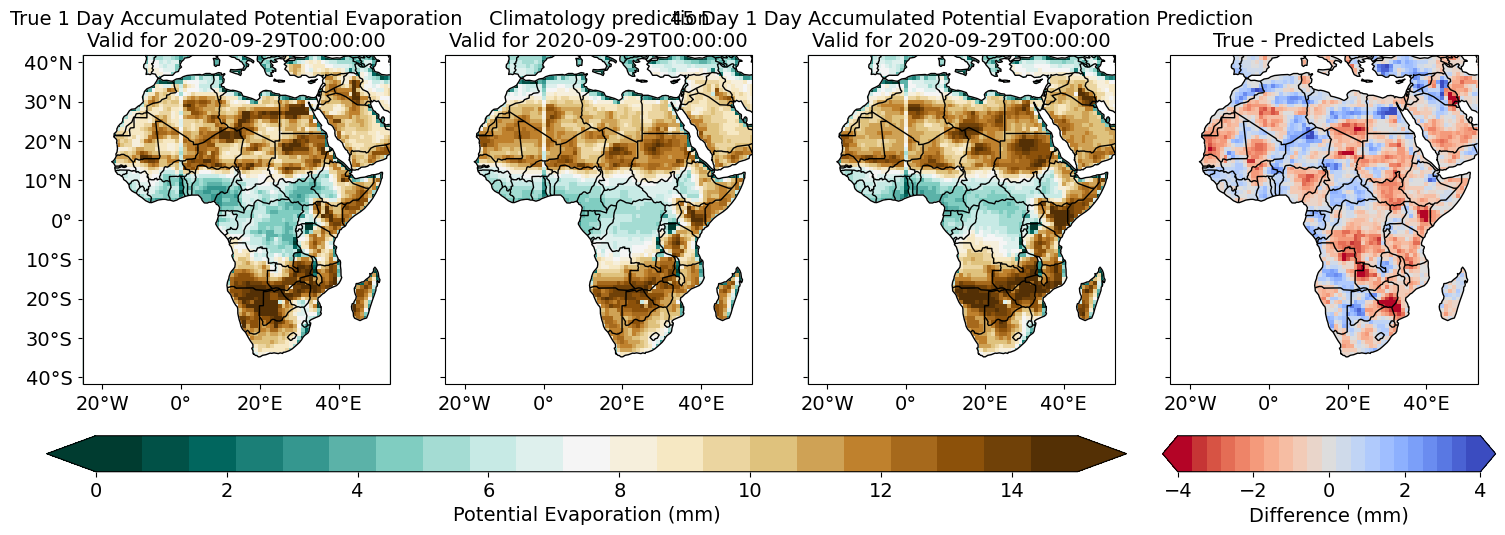 True 1 Day Accumulated Potential Evaporation
Valid for 2020-09-29T00:00:00
Climatology prediction
Valid for 2020-09-29T00:00:00
45 Day 1 Day Accumulated Potential Evaporation Prediction
Valid for 2020-09-29T00:00:00
True - Predicted Labels
40°N
30°N
20°N
10°N
0°
10°S
20°S
30°S
40°S
20°W 0° 20°E 40°E
20°W 0° 20°E 40°E
20°W 0° 20°E 40°E
20°W 0° 20°E 40°E
0 2 4 6 8 10 12 14
Potential Evaporation (mm)
−4 −2 0 2 4
Difference (mm)